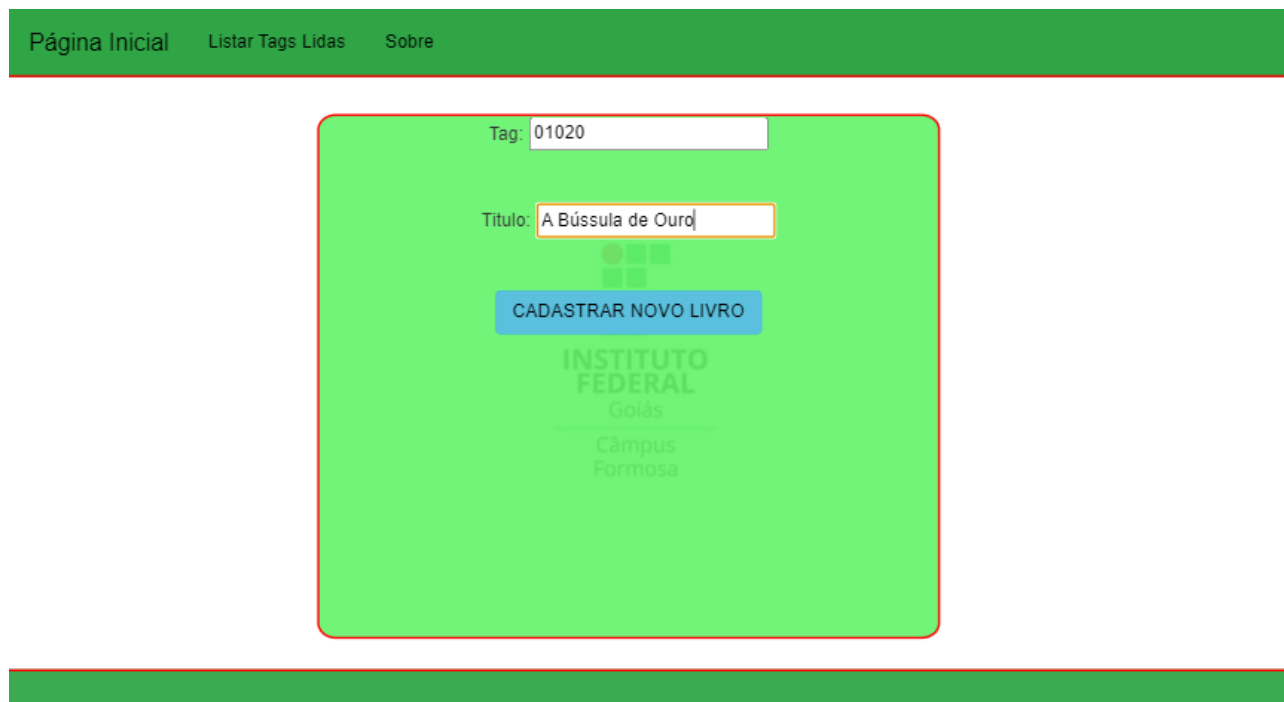 Página Inicial Listar Tags Lidas Sobre
Tag: 01020
Titulo: A Bússula de Ouro
CADASTRAR NOVO LIVRO
INSTITUTO
FEDERAL
Goiás
Câmpus
Formosa